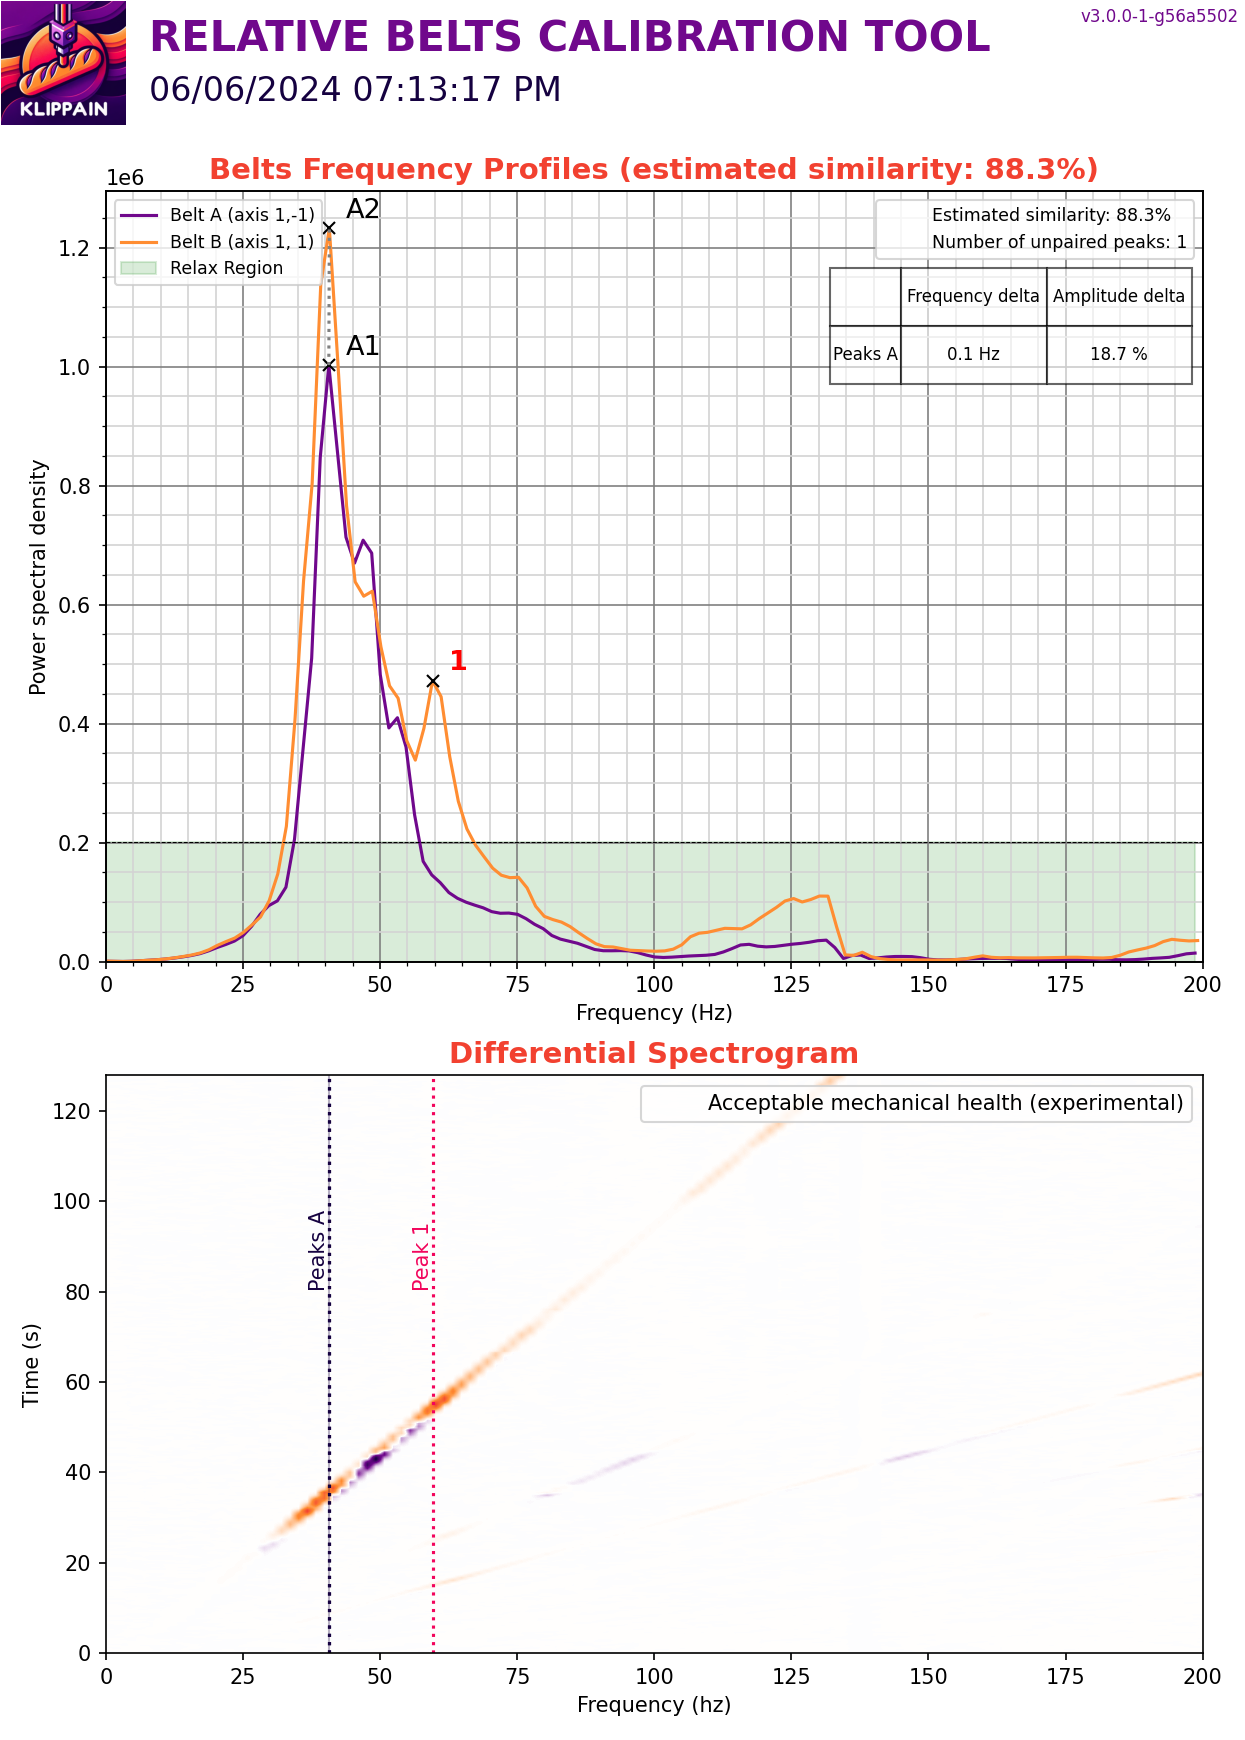 v3.0.0-1-g56a5502
RELATIVE BELTS CALIBRATION TOOL
06/06/2024 07:13:17 PM
KLIPPAIN
Belts Frequency Profiles (estimated similarity: 88.3%)
1e6
Belt A (axis 1,-1)
Belt B (axis 1, 1)
Relax Region
Estimated similarity: 88.3%
Number of unpaired peaks: 1
Frequency delta Amplitude delta
Peaks A 0.1 Hz 18.7 %
A2
A1
1
Power spectral density
1.2
1.0
0.8
0.6
0.4
0.2
0.0
0 25 50 75 100 125 150 175 200
Frequency (Hz)
Differential Spectrogram
Acceptable mechanical health (experimental)
Peaks A
Peak 1
Time (s)
120
100
80
60
40
20
0
0 25 50 75 100 125 150 175 200
Frequency (hz)